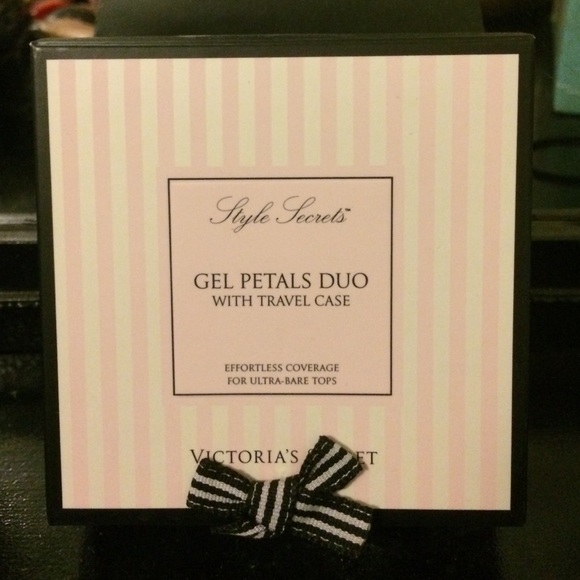 Style Secrets™
GEL PETALS DUO
WITH TRAVEL CASE
EFFORTLESS COVERAGE
FOR ULTRA-BARE TOPS
VICTORIA'S